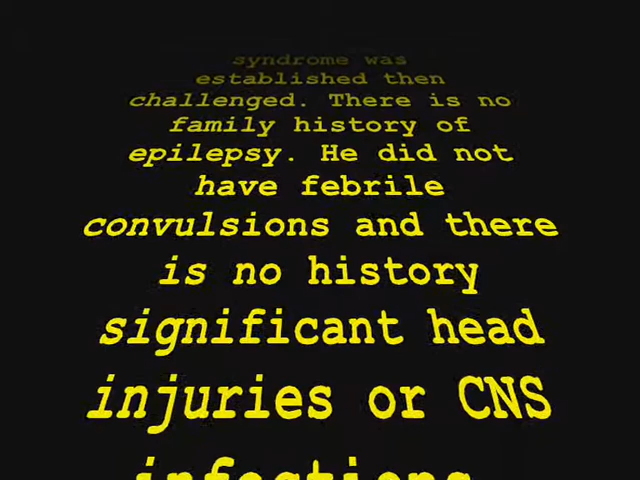 syndrome was
established then
challenged. There is no
family history of
epilepsy. He did not
have febrile
convulsions and there
is no history
significant head
injuries or CNS
infections.